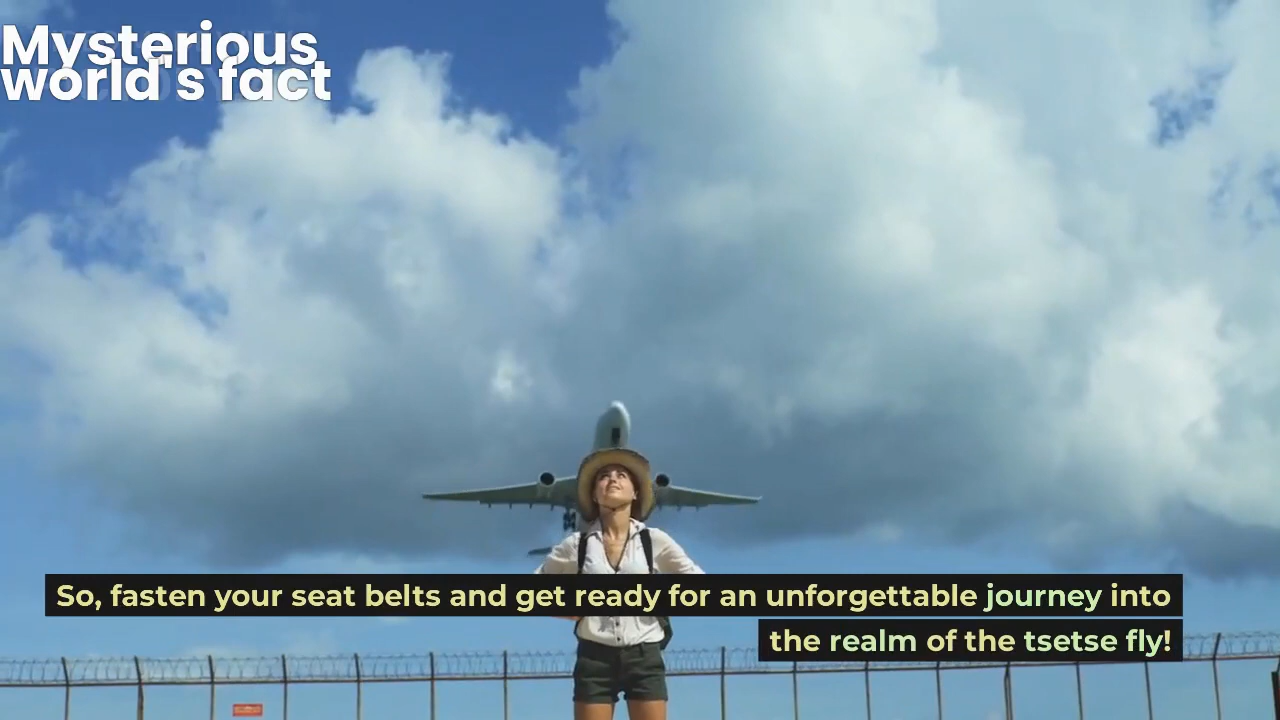 Mysterious
world's fact
So, fasten your seat belts and get ready for an unforgettable journey into
the realm of the tsetse fly!